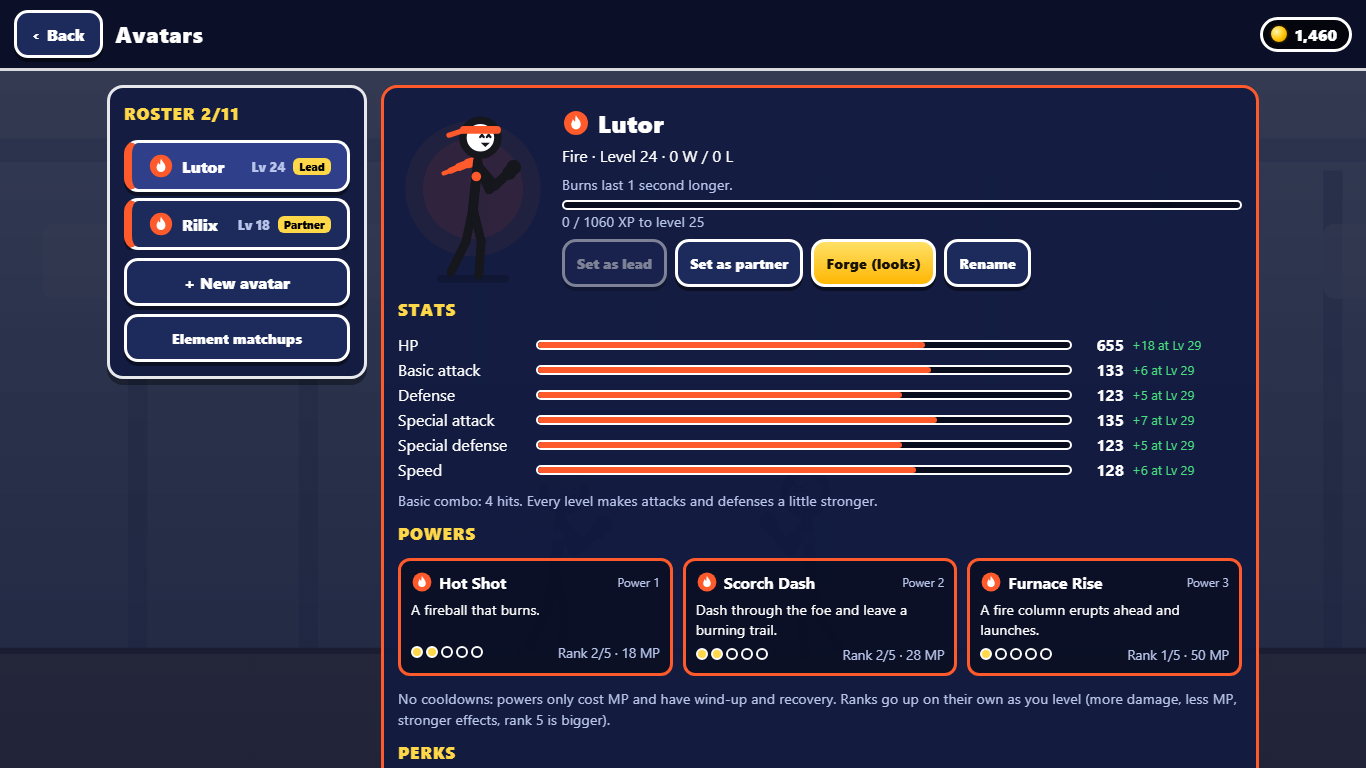 ‹ Back
Avatars
1,460
ROSTER 2/11
Lutor Lv 24 Lead
Rilix Lv 18 Partner
+ New avatar
Element matchups
Lutor
Fire · Level 24 · 0 W / 0 L
Burns last 1 second longer.
0 / 1060 XP to level 25
Set as lead
Set as partner
Forge (looks)
Rename
STATS
HP 655 +18 at Lv 29
Basic attack 133 +6 at Lv 29
Defense 123 +5 at Lv 29
Special attack 135 +7 at Lv 29
Special defense 123 +5 at Lv 29
Speed 128 +6 at Lv 29
Basic combo: 4 hits. Every level makes attacks and defenses a little stronger.
POWERS
Hot Shot Power 1
A fireball that burns.
Rank 2/5 · 18 MP
Scorch Dash Power 2
Dash through the foe and leave a
burning trail.
Rank 2/5 · 28 MP
Furnace Rise Power 3
A fire column erupts ahead and
launches.
Rank 1/5 · 50 MP
No cooldowns: powers only cost MP and have wind-up and recovery. Ranks go up on their own as you level (more damage, less MP,
stronger effects, rank 5 is bigger).
PERKS